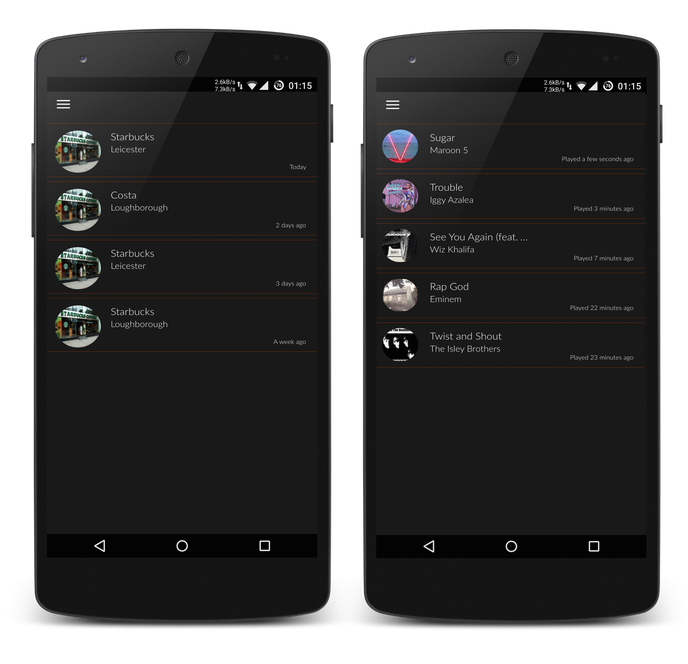 2.6kB/s
7.3kB/s
01:15
Starbucks
Leicester
Today
Costa
Loughborough
2 days ago
Starbucks
Leicester
3 days ago
Starbucks
Loughborough
A week ago
2.6kB/s
7.3kB/s
01:15
Sugar
Maroon 5
Played a few seconds ago
Trouble
Iggy Azalea
Played 3 minutes ago
See You Again (feat. ...
Wiz Khalifa
Played 7 minutes ago
Rap God
Eminem
Played 22 minutes ago
Twist and Shout
The Isley Brothers
Played 23 minutes ago